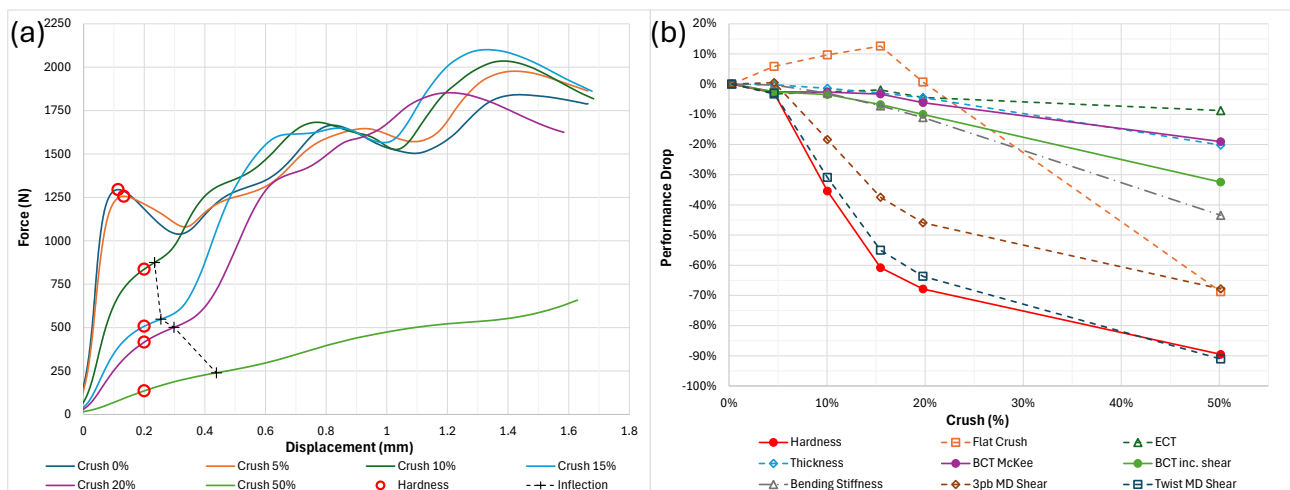 (a)
Force (N)
2250
2000
1750
1500
1250
1000
750
500
250
0
0 0.2 0.4 0.6 0.8 1 1.2 1.4 1.6 1.8
Displacement (mm)
Crush 0% Crush 5% Crush 10% Crush 15%
Crush 20% Crush 50% Hardness Inflection
(b)
Performance Drop
20%
10%
0%
-10%
-20%
-30%
-40%
-50%
-60%
-70%
-80%
-90%
-100%
0% 10% 20% 30% 40% 50%
Crush (%)
Hardness Flat Crush ECT
Thickness BCT McKee BCT inc. shear
Bending Stiffness 3pb MD Shear Twist MD Shear